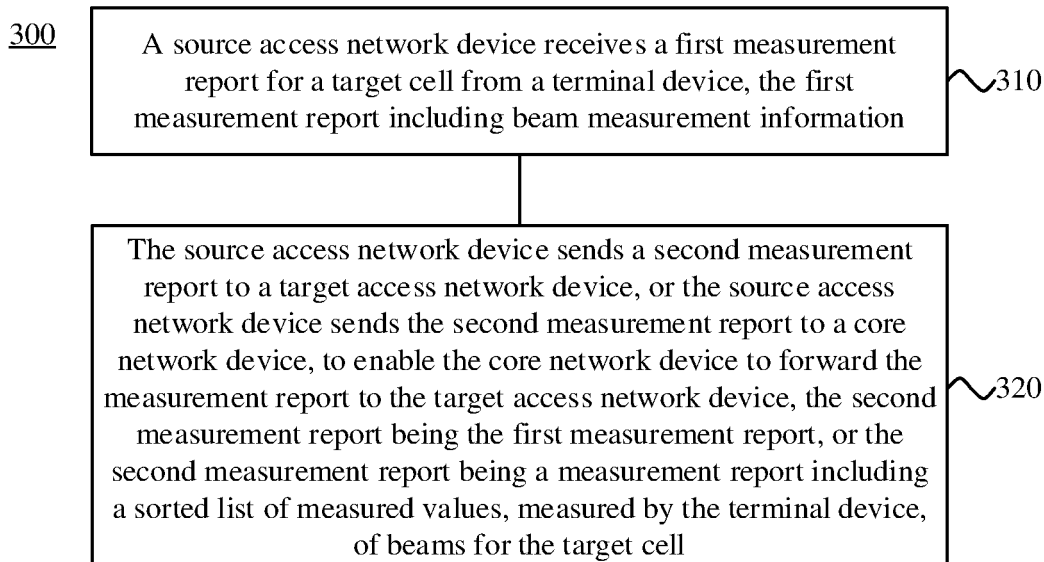 300
A source access network device receives a first measurement
report for a target cell from a terminal device, the first
measurement report including beam measurement information
310
The source access network device sends a second measurement
report to a target access network device, or the source access
network device sends the second measurement report to a core
network device, to enable the core network device to forward the
measurement report to the target access network device, the second
measurement report being the first measurement report, or the
second measurement report being a measurement report including
a sorted list of measured values, measured by the terminal device,
of beams for the target cell
320